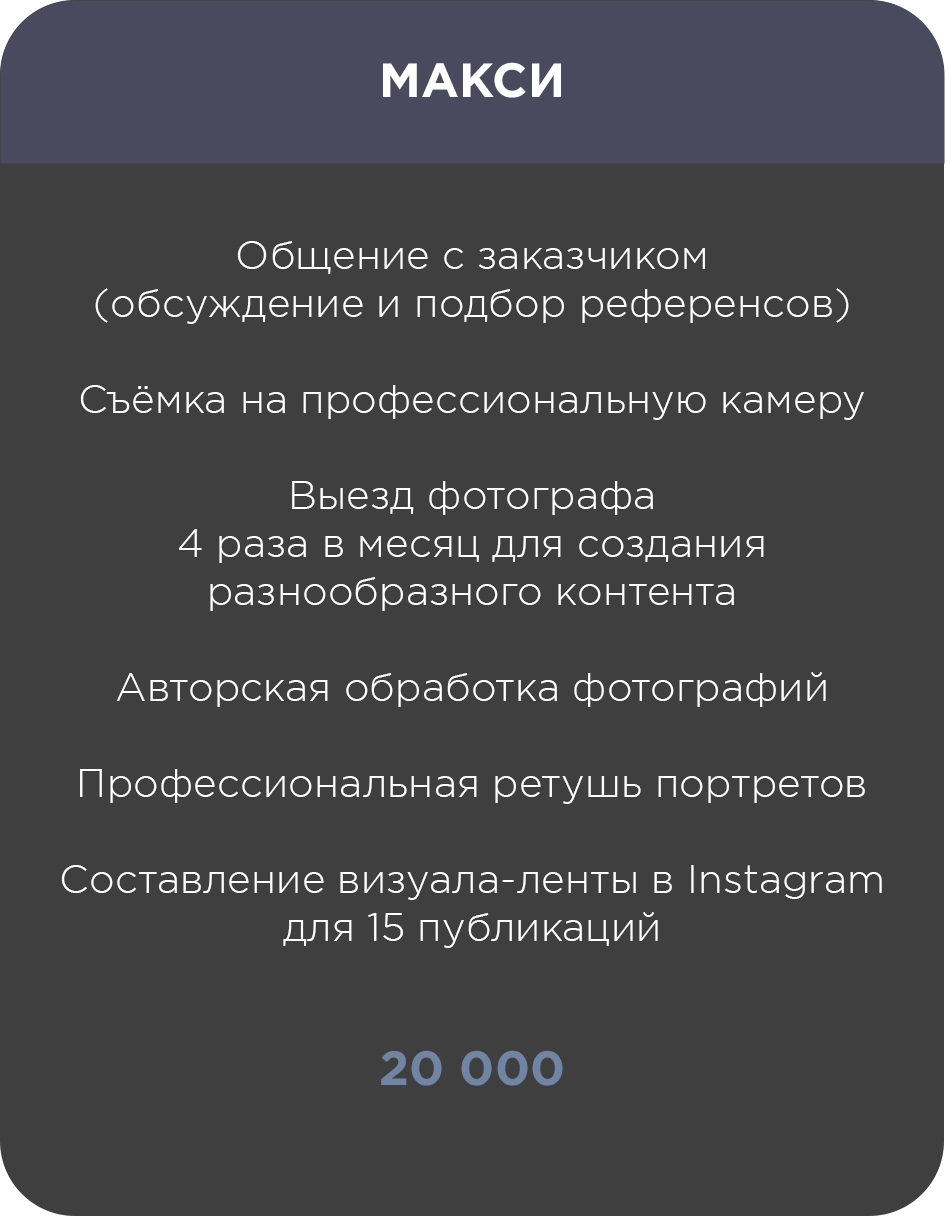 МАКСИ
Общение с заказчиком
(обсуждение и подбор референсов)
Съёмка на профессиональную камеру
Выезд фотографа
4 раза в месяц для создания
разнообразного контента
Авторская обработка фотографий
Профессиональная ретушь портретов
Составление визуала-ленты в Instagram
для 15 публикаций
20 000